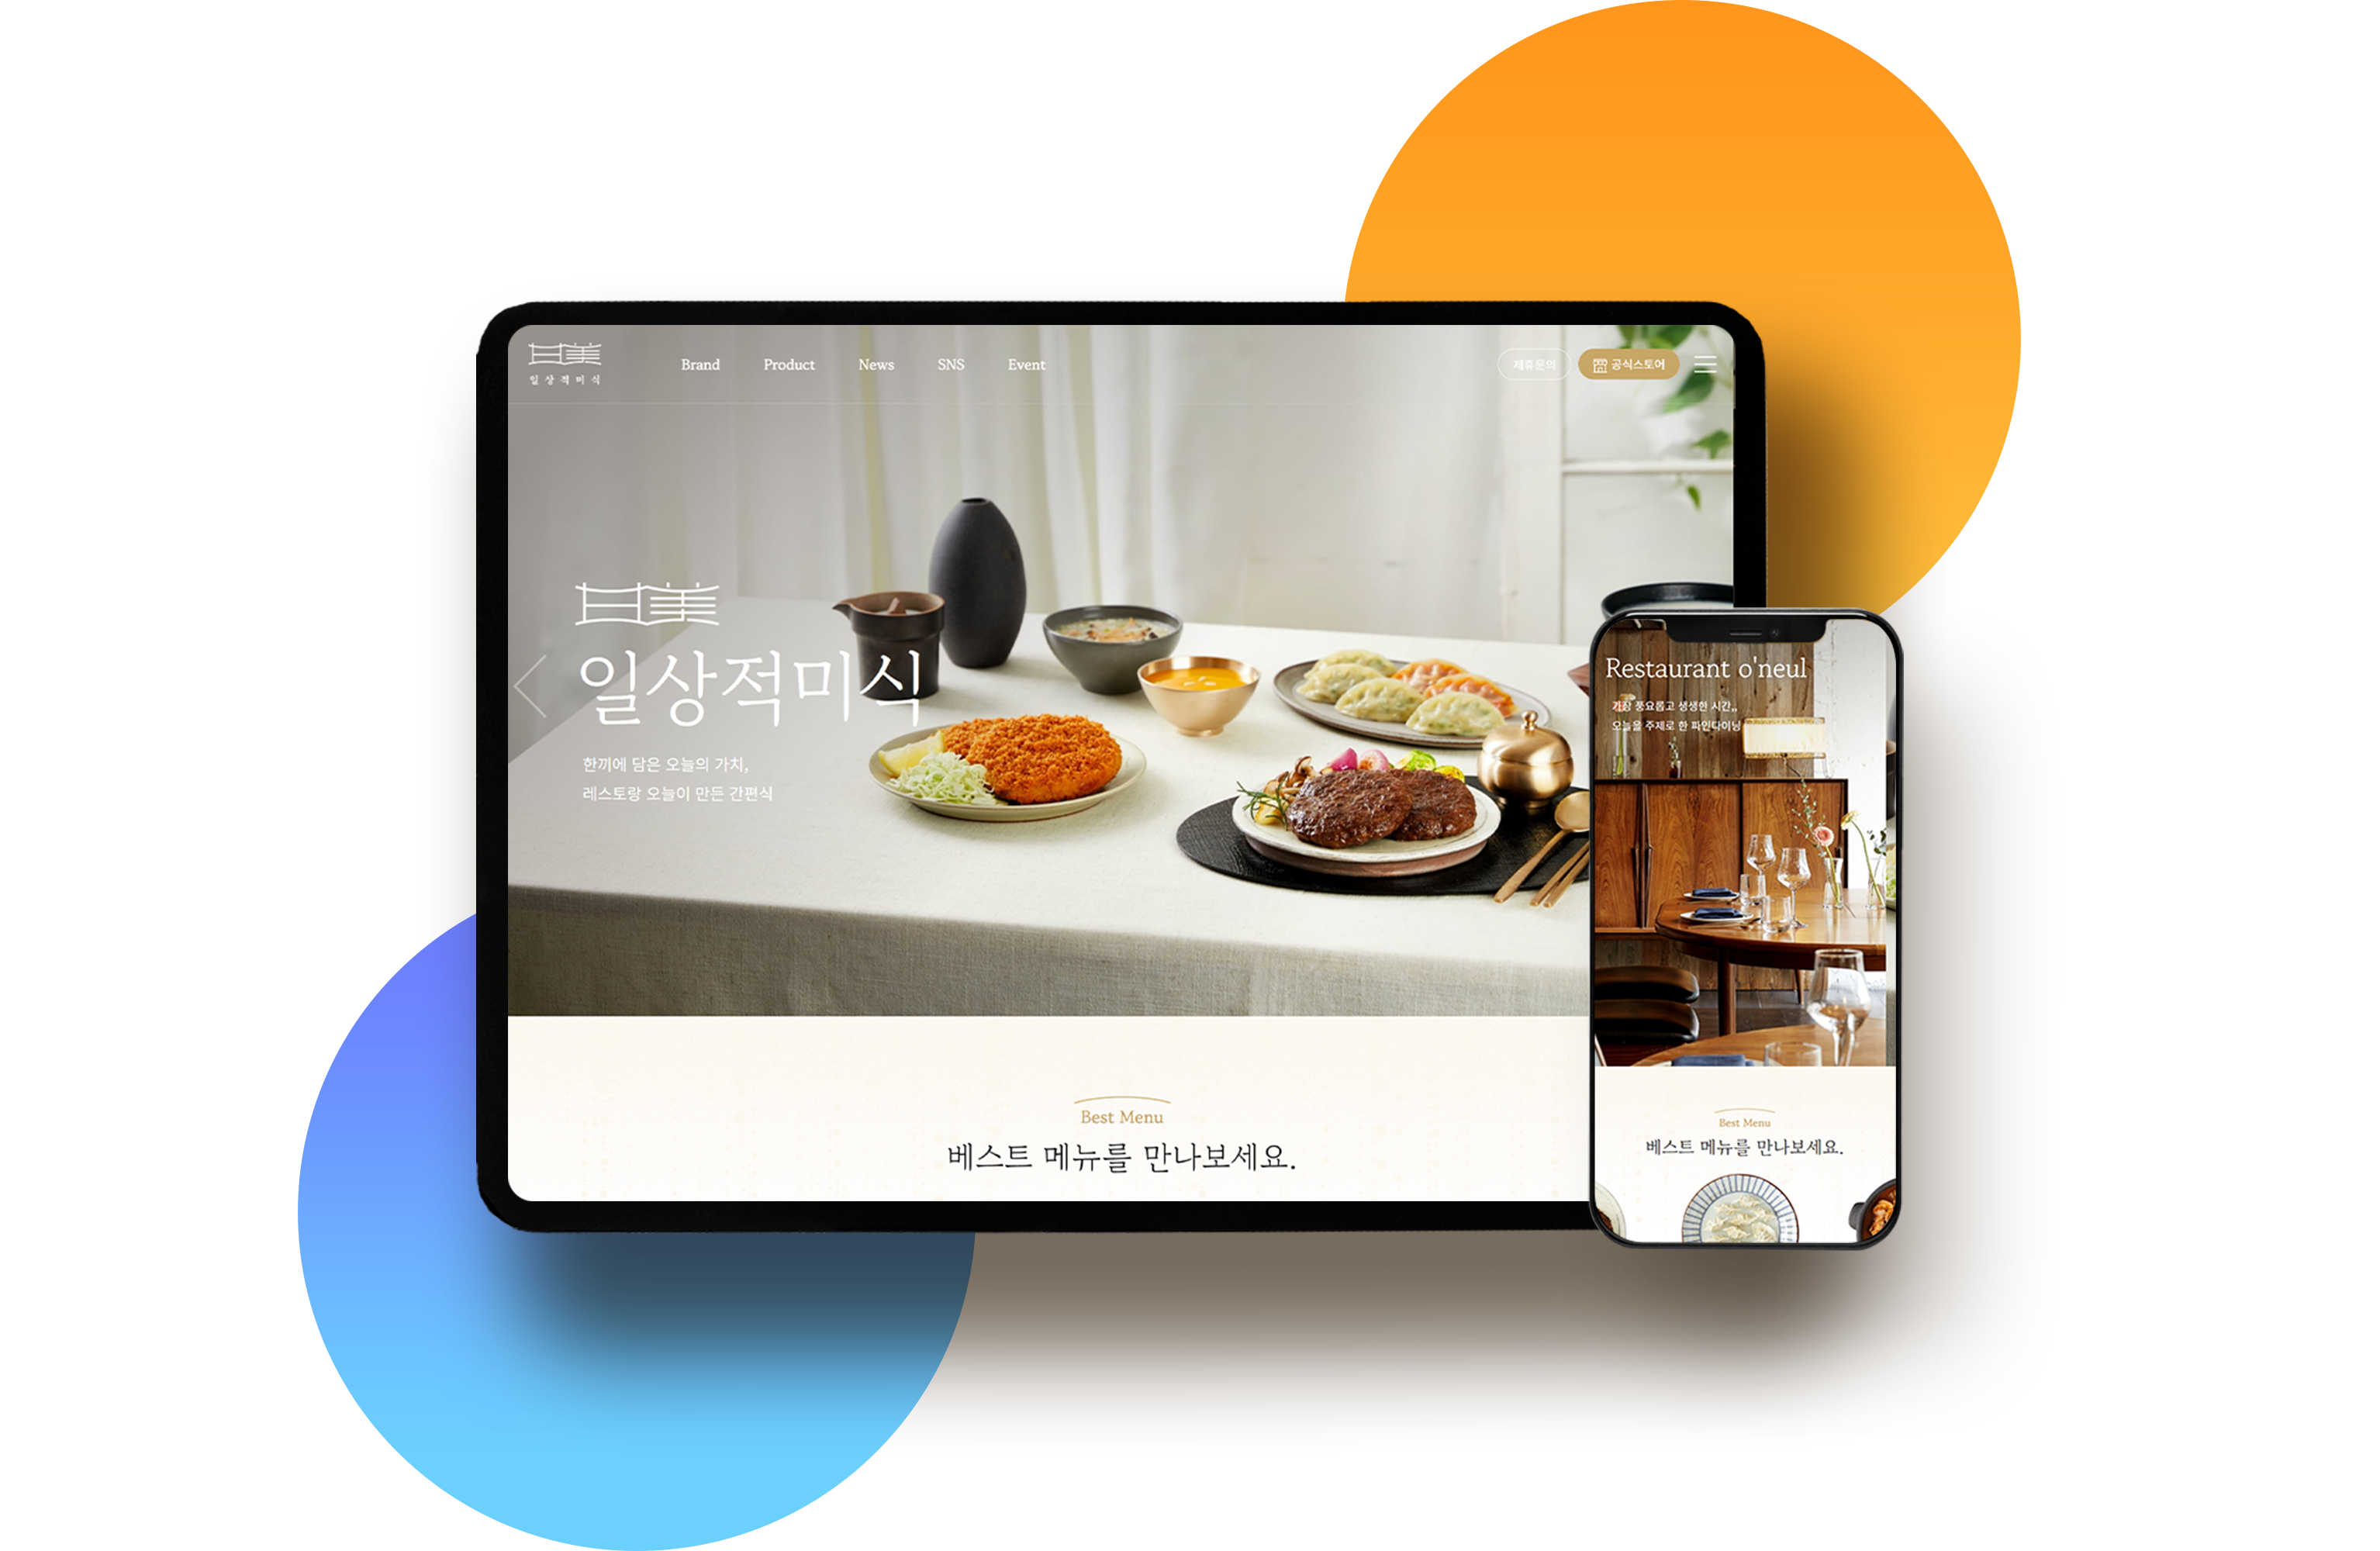 일상적미식
Brand Product News SNS Event
제휴문의 공식스토어
일상적미식
한끼에 담은 오늘의 가치,
레스토랑 오늘이 만든 간편식
Best Menu
베스트 메뉴를 만나보세요.
Restaurant o'neul
가장 풍요롭고 생생한 시간,,
오늘을 주제로 한 파인다이닝
Best Menu
베스트 메뉴를 만나보세요.